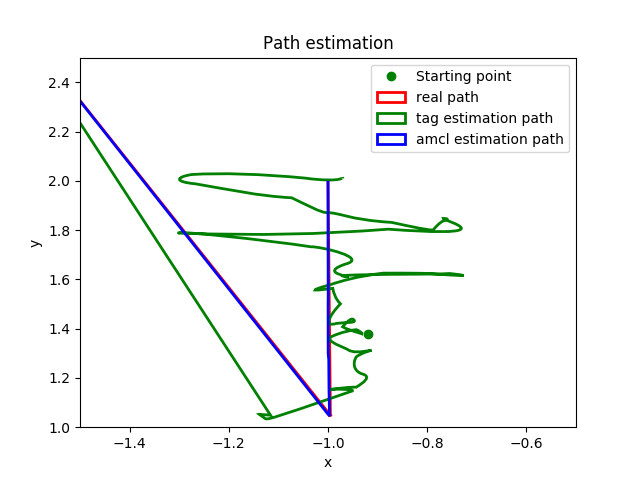 Path estimation
Starting point
real path
tag estimation path
amcl estimation path
y
2.4
2.2
2.0
1.8
1.6
1.4
1.2
1.0
−1.4 −1.2 −1.0 −0.8 −0.6
x